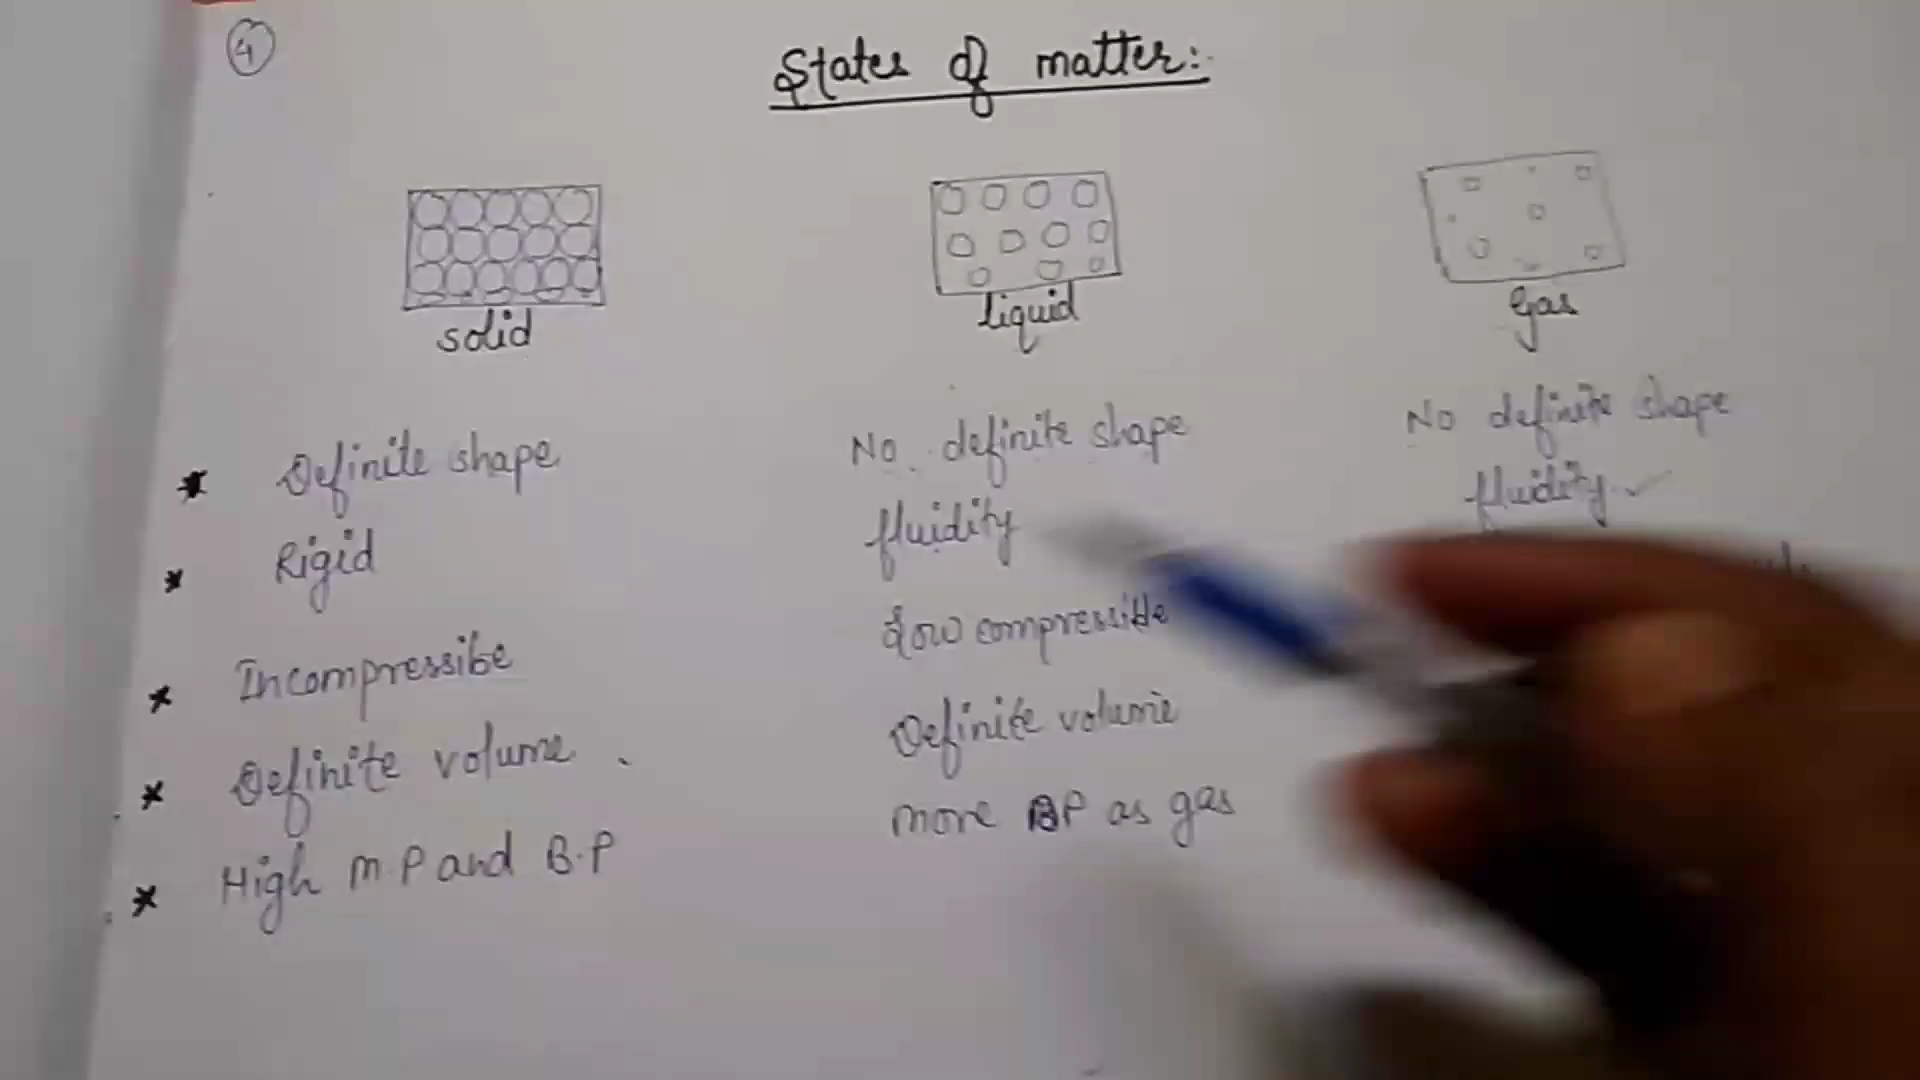 4
States of matter:
solid
liquid
gas
Definite shape
Rigid
Incompressibe
Definite volume
High M.P and B.P
No definite shape
fluidity
Low compressible
Definite volume
more BP as gas
No definite shape
fluidity